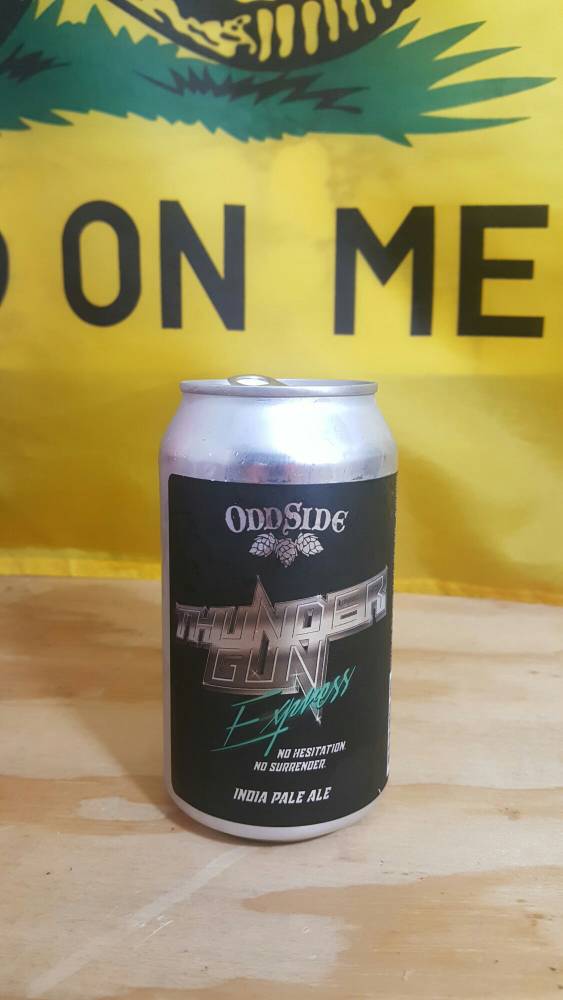 ON ME
ODDSIDE
THUNDER
GUN
Express
NO HESITATION.
NO SURRENDER.
INDIA PALE ALE